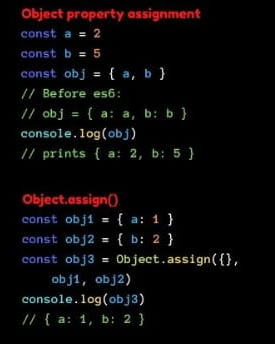 Object property assignment
const a = 2
const b = 5
const obj = { a, b }
// Before es6:
// obj = { a: a, b: b }
console.log(obj)
// prints { a: 2, b: 5 }
Object.assign()
const obj1 = { a: 1 }
const obj2 = { b: 2 }
const obj3 = Object.assign({},
obj1, obj2)
console.log(obj3)
// { a: 1, b: 2 }